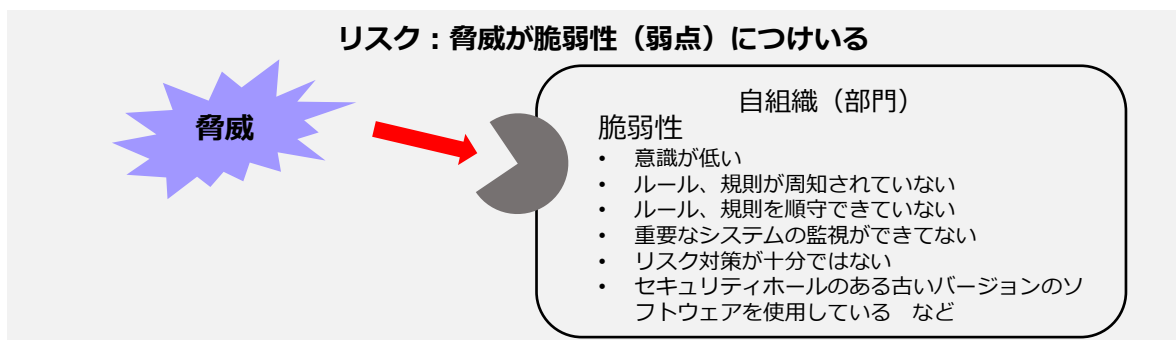 リスク：脅威が脆弱性（弱点）につけいる
脅威
自組織（部門）
脆弱性
• 意識が低い
• ルール、規則が周知されていない
• ルール、規則を順守できていない
• 重要なシステムの監視ができてない
• リスク対策が十分ではない
• セキュリティホールのある古いバージョンのソ
フトウェアを使用している　など